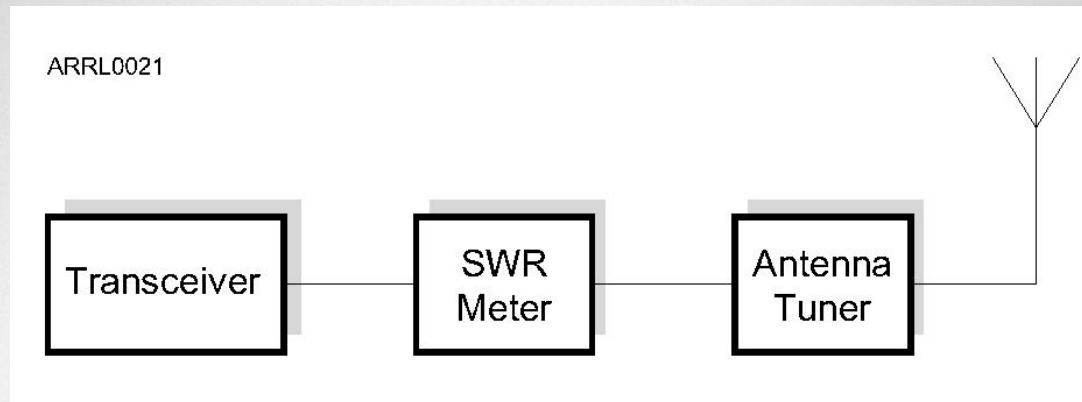 ARRL0021
Transceiver
SWR
Meter
Antenna
Tuner